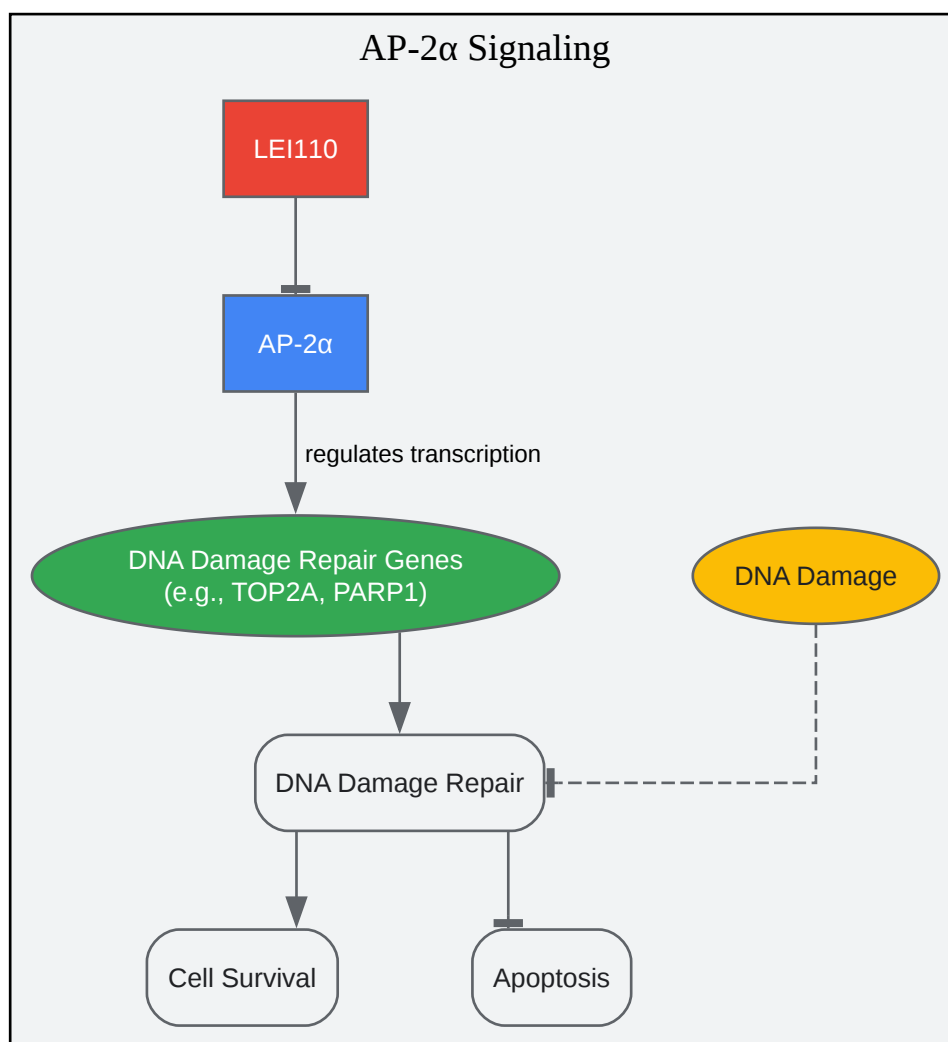 AP-2α Signaling
LEI110
AP-2α
regulates transcription
DNA Damage Repair Genes
(e.g., TOP2A, PARP1)
DNA Damage
DNA Damage Repair
Cell Survival
Apoptosis